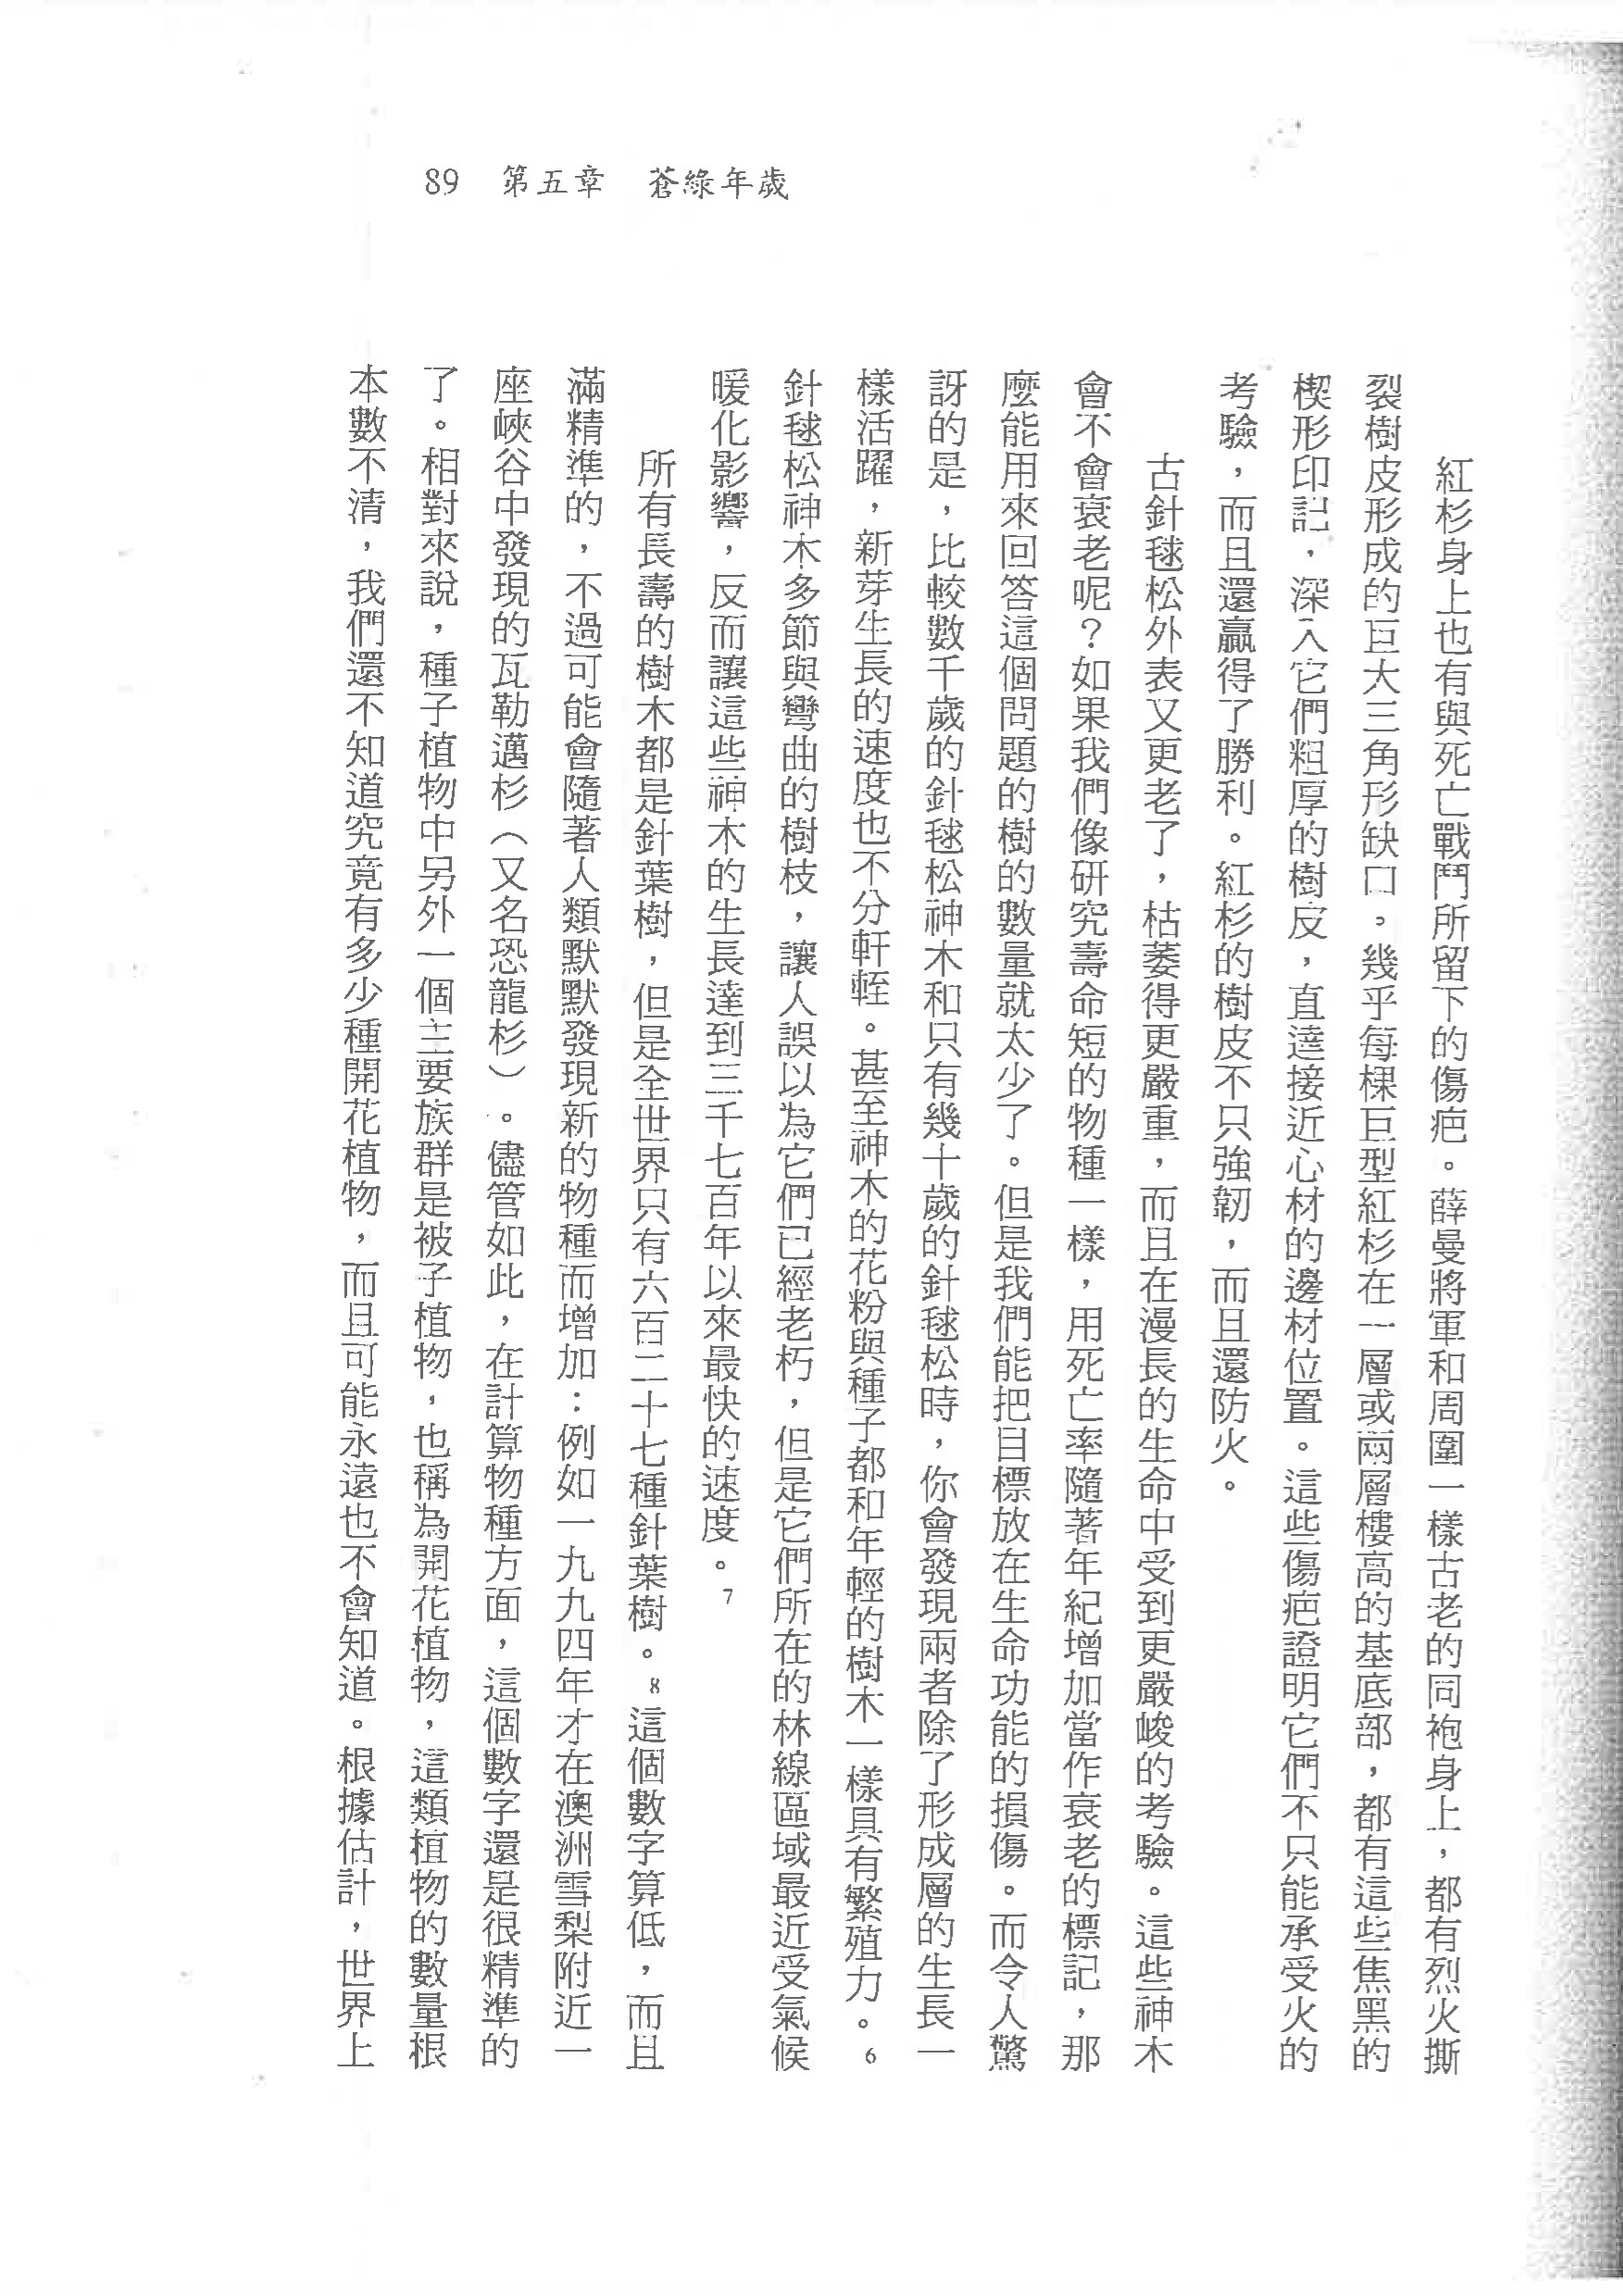 89 第五章 蒼綠年歲
紅杉身上也有與死亡戰鬥所留下的傷疤。薛曼將軍和周圍一樣古老的同袍身上，都有烈火撕
裂樹皮形成的巨大三角形缺口。幾乎每棵巨型紅杉在一層或兩層樓高的基底部，都有這些焦黑的
楔形印記，深入它們粗厚的樹皮，直達接近心材的邊材位置。這些傷疤證明它們不只能承受火的
考驗，而且還贏得了勝利。紅杉的樹皮不只強韌，而且還防火。
古針毬松外表又更老了，枯萎得更嚴重，而且在漫長的生命中受到更嚴峻的考驗。這些神木
會不會衰老呢？如果我們像研究壽命短的物種一樣，用死亡率隨著年紀增加當作衰老的標記，那
麼能用來回答這個問題的樹的數量就太少了。但是我們能把目標放在生命功能的損傷。而令人驚
訝的是，比較數千歲的針毬松神木和只有幾十歲的針毬松時，你會發現兩者除了形成層的生長一
樣活躍，新芽生長的速度也不分軒輊。甚至神木的花粉與種子都和年輕的樹木一樣具有繁殖力。6
針毬松神木多節與彎曲的樹枝，讓人誤以為它們已經老朽，但是它們所在的林線區域最近受氣候
暖化影響，反而讓這些神木的生長達到三千七百年以來最快的速度。7
所有長壽的樹木都是針葉樹，但是全世界只有六百二十七種針葉樹。8這個數字算低，而且
滿精準的，不過可能會隨著人類默默發現新的物種而增加：例如一九九四年才在澳洲雪梨附近一
座峽谷中發現的瓦勒邁杉（又名恐龍杉）。儘管如此，在計算物種方面，這個數字還是很精準的
了。相對來說，種子植物中另外一個主要族群是被子植物，也稱為開花植物，這類植物的數量根
本數不清，我們還不知道究竟有多少種開花植物，而且可能永遠也不會知道。根據估計，世界上